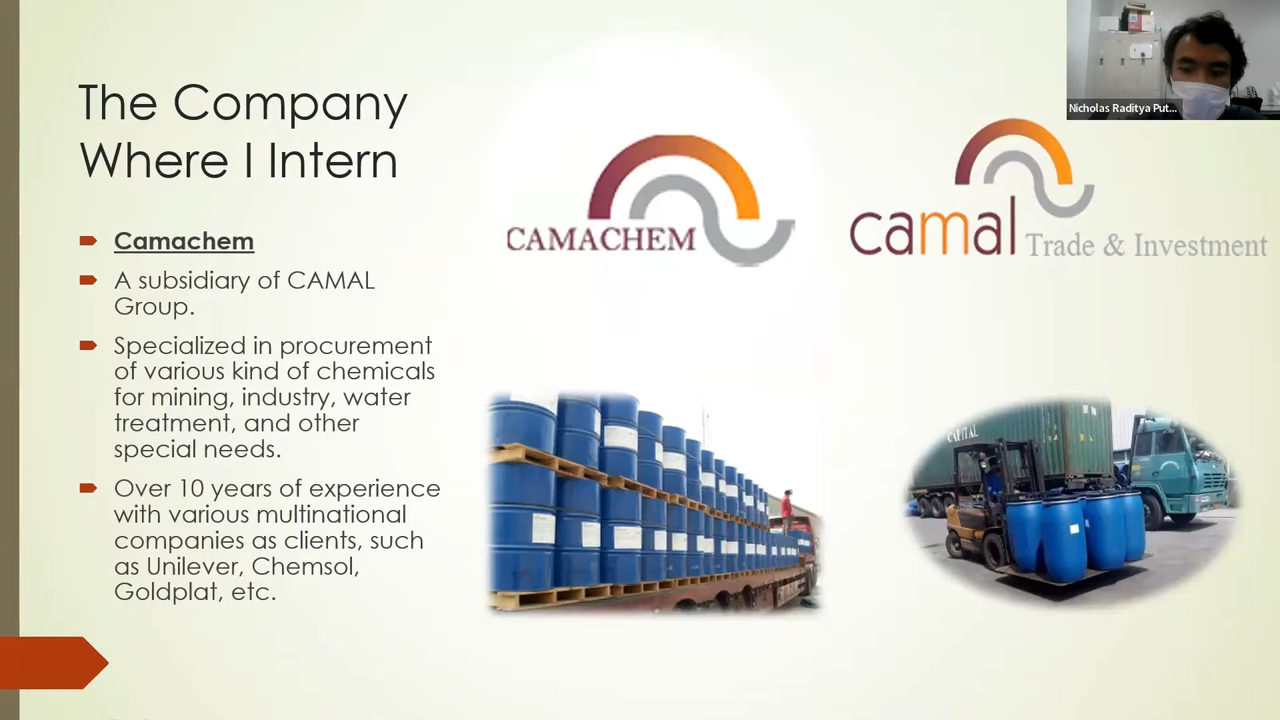 The Company
Where I Intern
Camachem
A subsidiary of CAMAL
Group.
Specialized in procurement
of various kind of chemicals
for mining, industry, water
treatment, and other
special needs.
Over 10 years of experience
with various multinational
companies as clients, such
as Unilever, Chemsol,
Goldplat, etc.
CAMACHEM
camal Trade & Investment
Nicholas Raditya Put...
CAPITAL